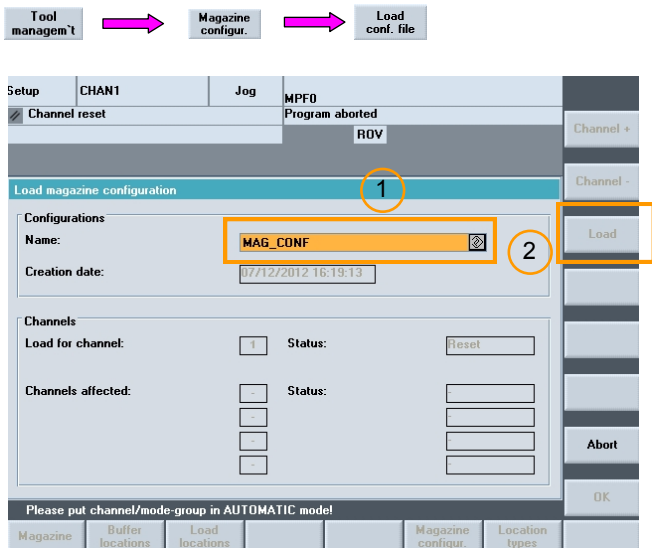 Tool
managem't
Magazine
configur.
Load
conf. file
Setup CHAN1 Jog MPF0
Channel reset Program aborted
ROV
Channel +
Channel -
Load magazine configuration
1
Configurations
Name: MAG_CONF
2
Load
Creation date: 07/12/2012 16:19:13
Channels
Load for channel: 1 Status: Reset
Channels affected: - Status: -
- -
- -
- -
Abort
OK
Please put channel/mode-group in AUTOMATIC mode!
Magazine
Buffer
locations
Load
locations
Magazine
configur.
Location
types